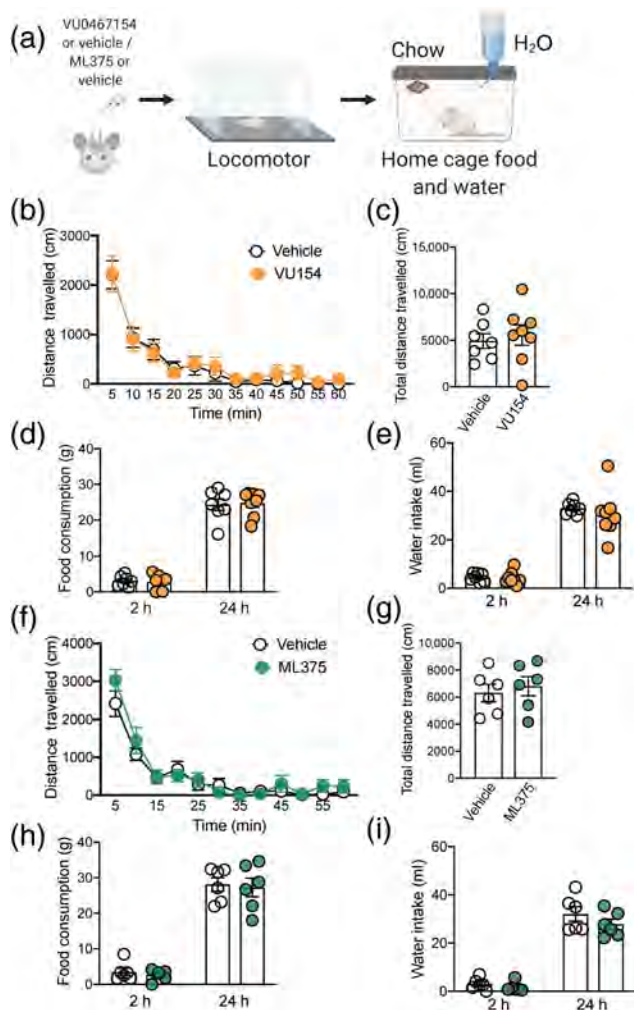 (a)
VU0467154
or vehicle /
ML375 or
vehicle
Locomotor
Chow
H₂O
Home cage food
and water
(b)
Distance travelled (cm)
3000
2000
1000
0
Vehicle
VU154
5 10 15 20 25 30 35 40 45 50 55 60
Time (min)
(c)
Total distance travelled (cm)
15,000
10,000
5000
0
Vehicle
VU154
(d)
Food consumption (g)
40
30
20
10
0
2 h
24 h
(e)
Water intake (ml)
60
40
20
0
2 h
24 h
(f)
Distance travelled (cm)
4000
3000
2000
1000
0
Vehicle
ML375
5 15 25 35 45 55
Time (min)
(g)
Total distance travelled (cm)
10,000
8000
6000
4000
2000
0
Vehicle
ML375
(h)
Food consumption (g)
40
30
20
10
0
2 h
24 h
(i)
Water intake (ml)
60
40
20
0
2 h
24 h